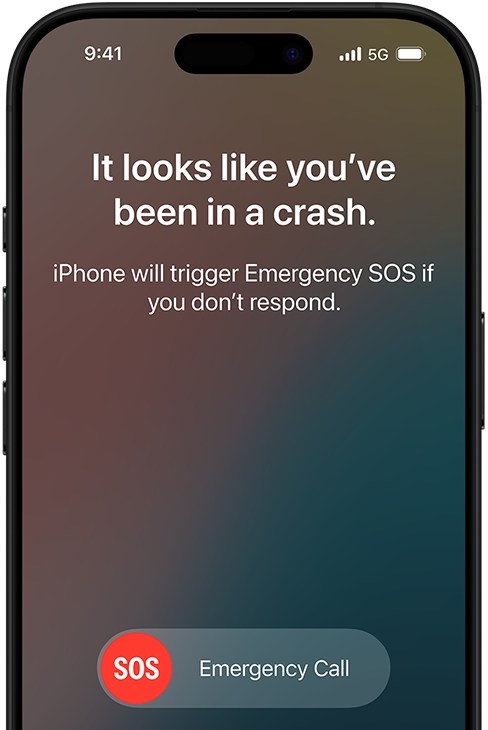 9:41 5G
It looks like you’ve
been in a crash.
iPhone will trigger Emergency SOS if
you don’t respond.
SOS Emergency Call